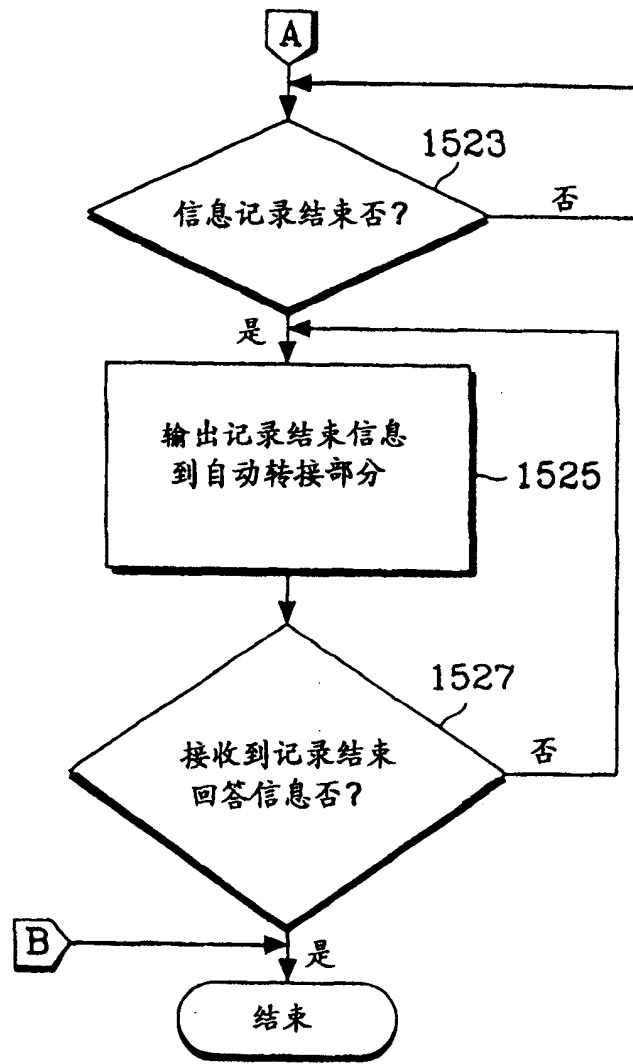 A
1523
信息记录结束否?
否
是
输出记录结束信息
到自动转接部分
1525
1527
接收到记录结束
回答信息否?
否
B
是
结束